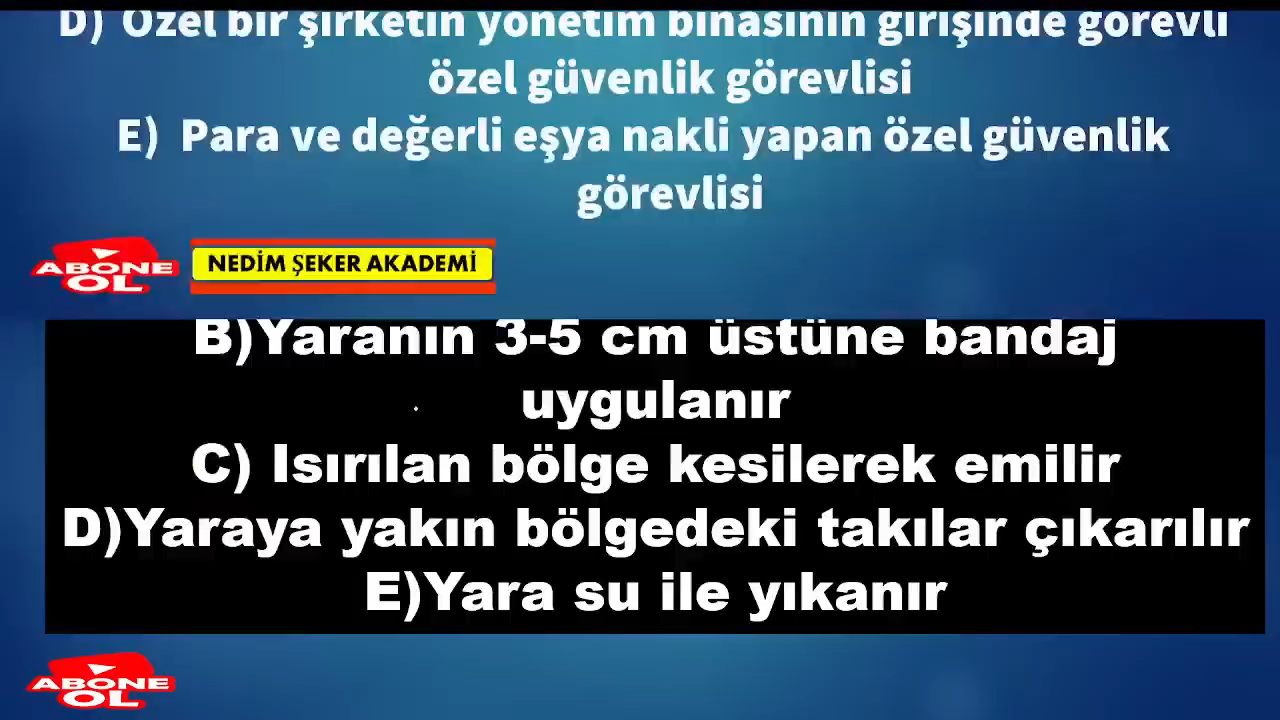 D) Özel bir şirketin yönetim binasının girişinde görevli
özel güvenlik görevlisi
E) Para ve değerli eşya nakli yapan özel güvenlik
görevlisi
ABONE
OL
NEDİM ŞEKER AKADEMİ
B)Yaranın 3-5 cm üstüne bandaj
uygulanır
C) Isırılan bölge kesilerek emilir
D)Yaraya yakın bölgedeki takılar çıkarılır
E)Yara su ile yıkanır
ABONE
OL